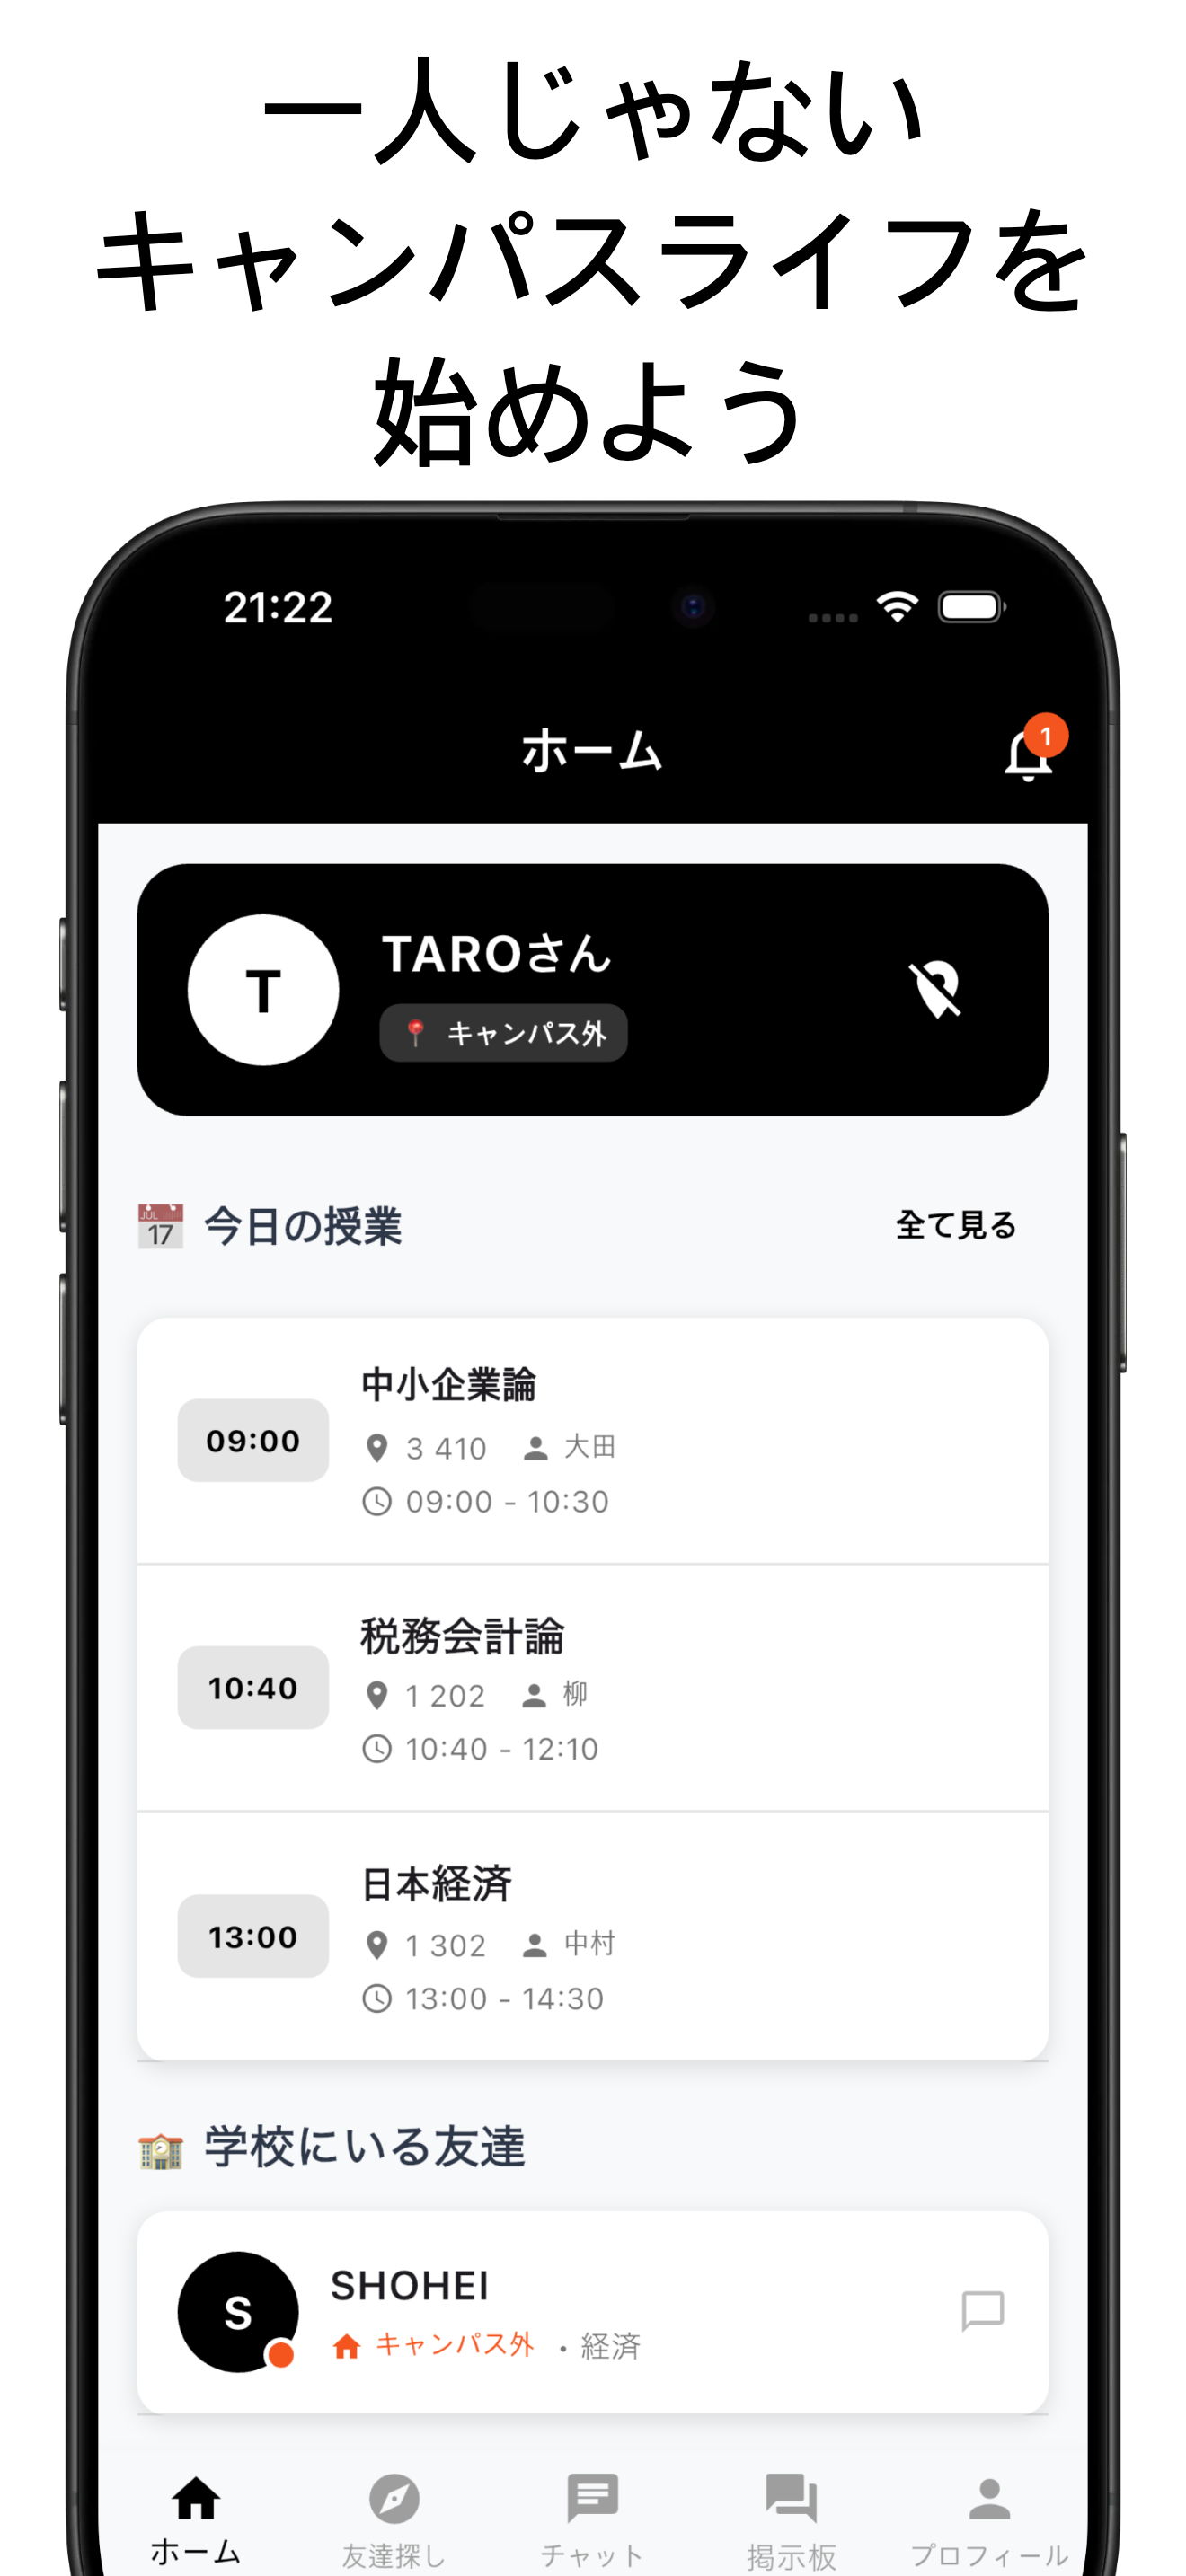 一人じゃない
キャンパスライフを
始めよう
21:22
ホーム
1
T
TAROさん
キャンパス外
JUL
17
今日の授業
全て見る
09:00
中小企業論
3 410 大田
09:00 - 10:30
10:40
税務会計論
1 202 柳
10:40 - 12:10
13:00
日本経済
1 302 中村
13:00 - 14:30
学校にいる友達
S
SHOHEI
キャンパス外 ・経済
ホーム 友達探し チャット 掲示板 プロフィール